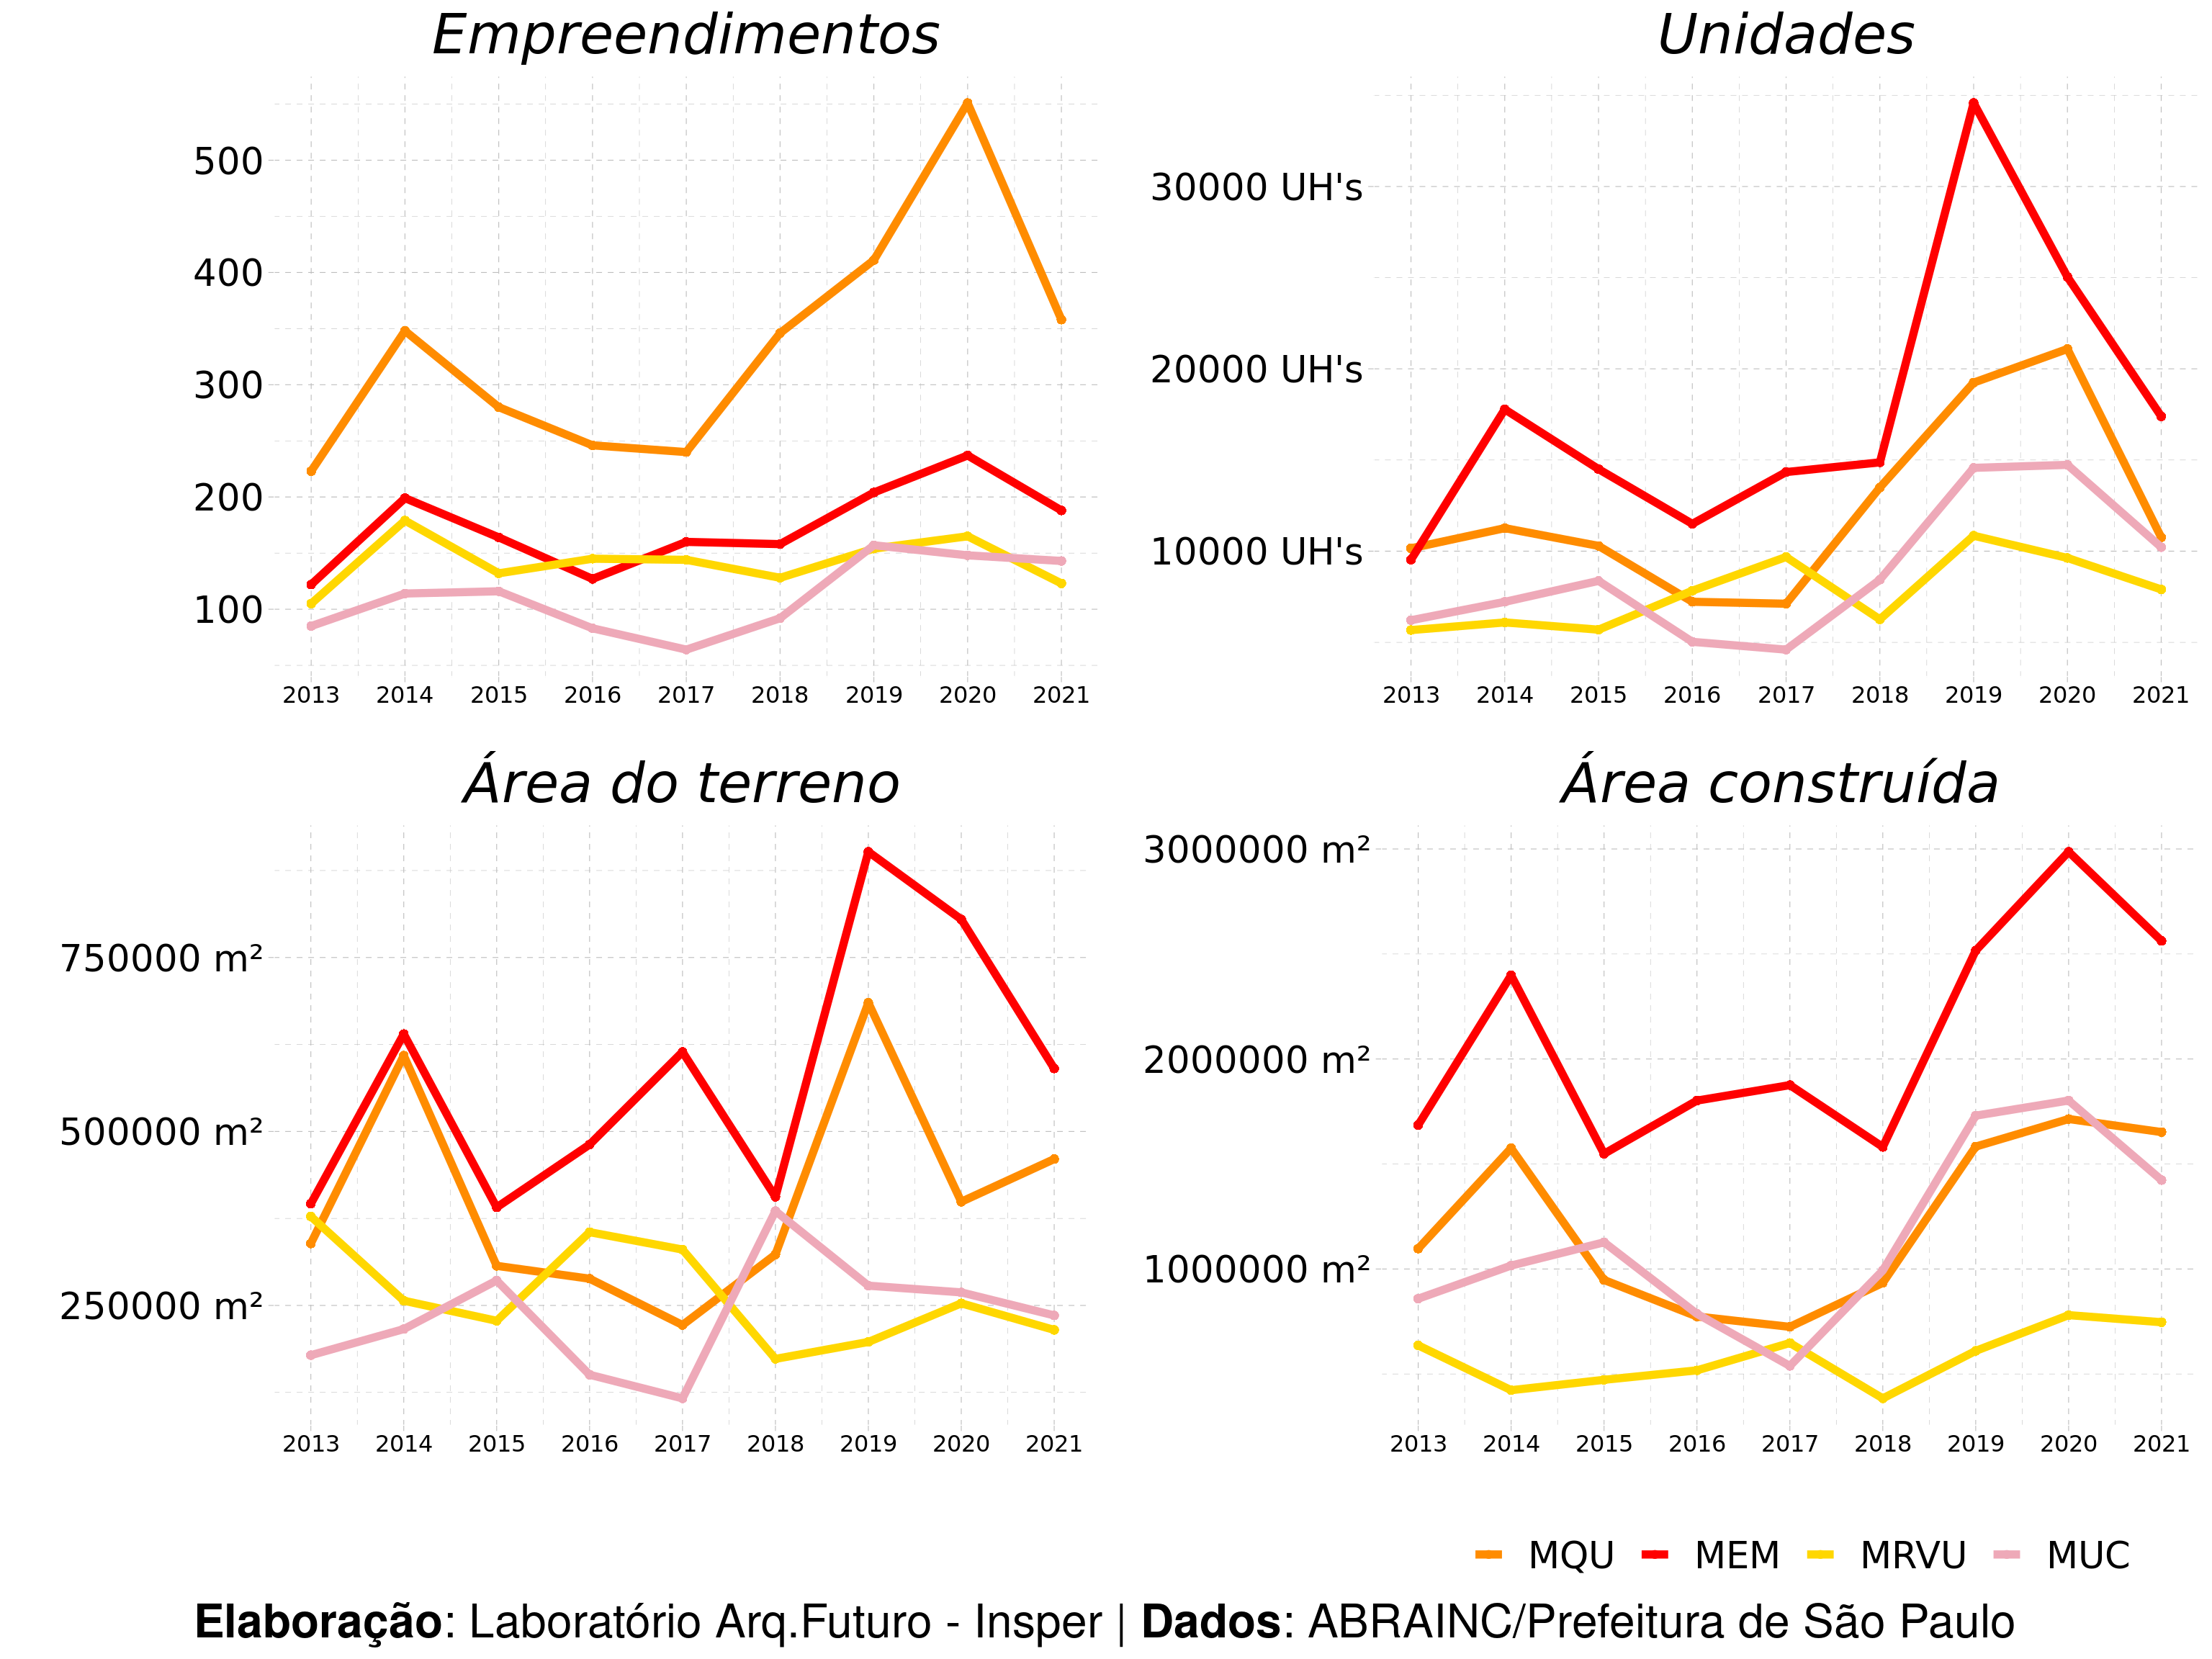 Empreendimentos
500
400
300
200
100
2013 2014 2015 2016 2017 2018 2019 2020 2021
Unidades
30000 UH's
20000 UH's
10000 UH's
2013 2014 2015 2016 2017 2018 2019 2020 2021
Área do terreno
750000 m²
500000 m²
250000 m²
2013 2014 2015 2016 2017 2018 2019 2020 2021
Área construída
3000000 m²
2000000 m²
1000000 m²
2013 2014 2015 2016 2017 2018 2019 2020 2021
MQU MEM MRVU MUC
Elaboração: Laboratório Arq.Futuro - Insper | Dados: ABRAINC/Prefeitura de São Paulo